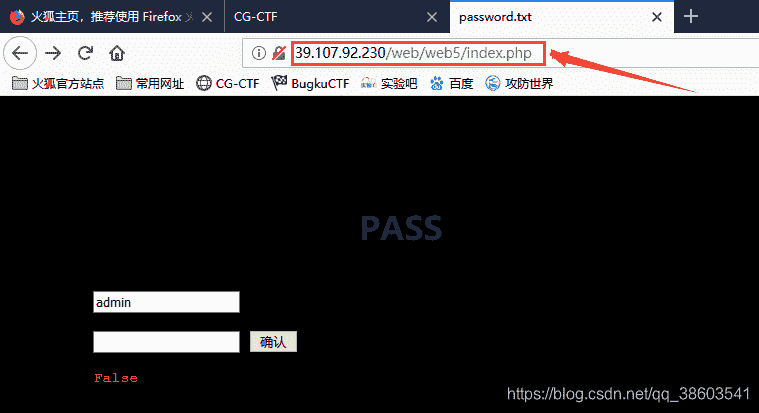 火狐主页，推荐使用 Firefox
CG-CTF
password.txt
39.107.92.230/web/web5/index.php
火狐官方站点
常用网址
CG-CTF
BugkuCTF
实验吧
百度
攻防世界
PASS
admin
确认
False
https://blog.csdn.net/qq_38603541